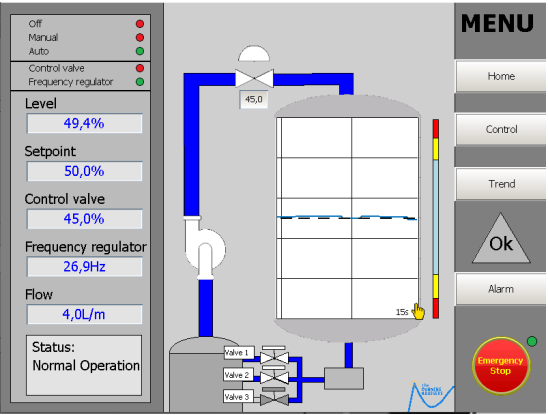 Off
Manual
Auto
Control valve
Frequency regulator
Level
49,4%
Setpoint
50,0%
Control valve
45,0%
Frequency regulator
26,9Hz
Flow
4,0L/m
Status:
Normal Operation
45,0
15s
Valve 1
Valve 2
Valve 3
the
MENU
Home
Control
Trend
Ok
Alarm
Emergency
Stop